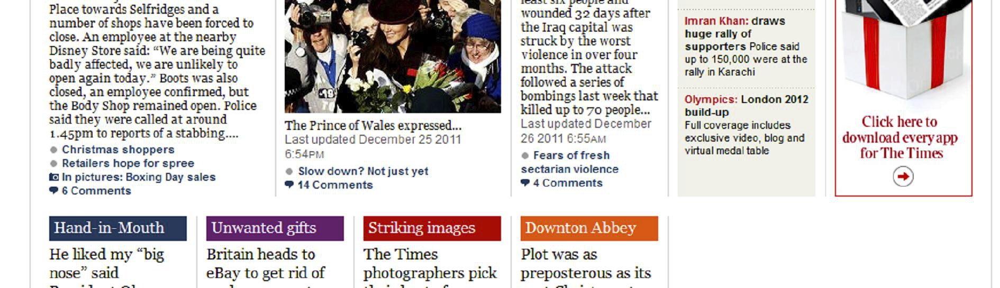 Place towards Selfridges and a
number of shops have been forced to
close. An employee at the nearby
Disney Store said: “We are being quite
badly affected, we are unlikely to
open again today.” Boots was also
closed, an employee confirmed, but
the Body Shop remained open. Police
said they were called at around
1.45pm to reports of a stabbing....
Christmas shoppers
Retailers hope for spree
In pictures: Boxing Day sales
6 Comments
The Prince of Wales expressed...
Last updated December 25 2011
6:54PM
Slow down? Not just yet
14 Comments
least six people and
wounded 32 days after
the Iraq capital was
struck by the worst
violence in over four
months. The attack
followed a series of
bombings last week that
killed up to 70 people...
Last updated December
26 2011 6:55AM
Fears of fresh
sectarian violence
4 Comments
Imran Khan: draws
huge rally of
supporters Police said
up to 150,000 were at the
rally in Karachi
Olympics: London 2012
build-up
Full coverage includes
exclusive video, blog and
virtual medal table
Click here to
download every app
for The Times
Hand-in-Mouth
He liked my “big
nose” said
Unwanted gifts
Britain heads to
eBay to get rid of
Striking images
The Times
photographers pick
Downton Abbey
Plot was as
preposterous as its